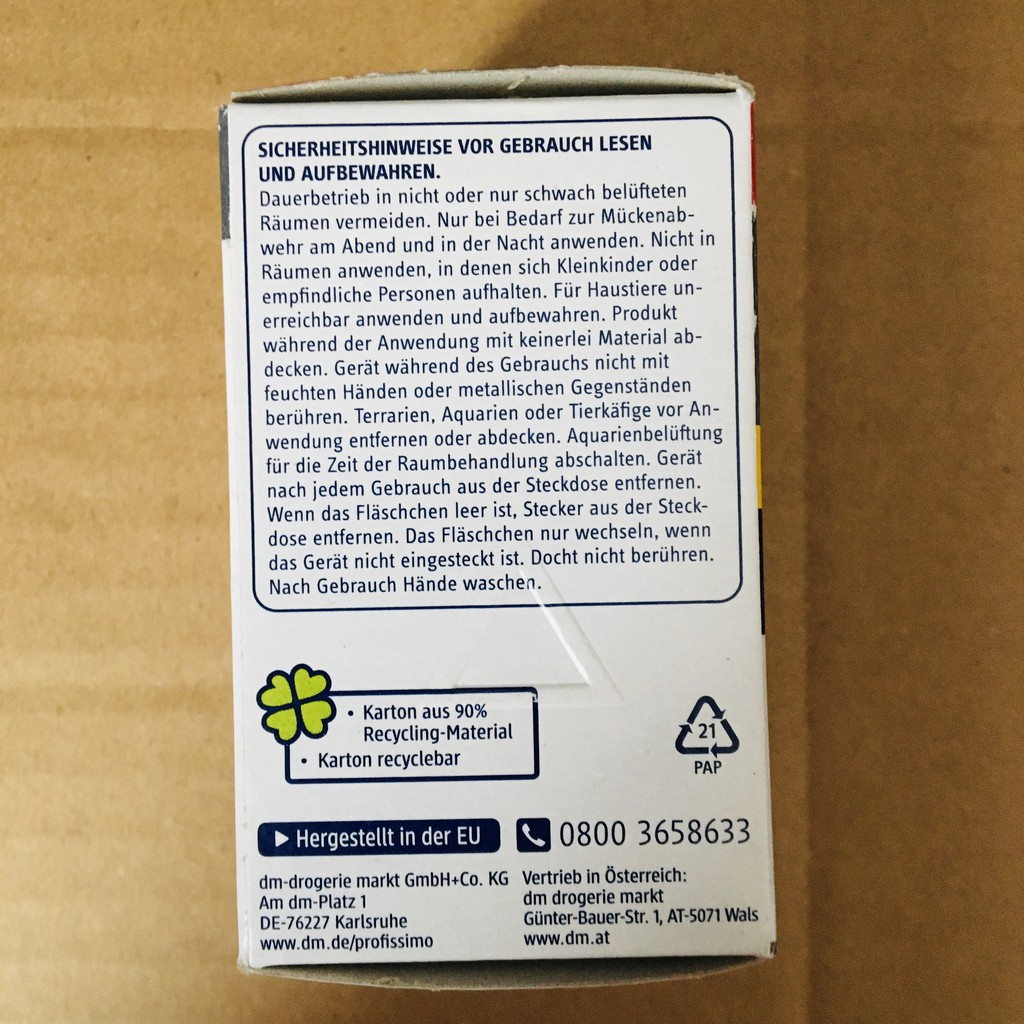 SICHERHEITSHINWEISE VOR GEBRAUCH LESEN
UND AUFBEWAHREN.
Dauerbetrieb in nicht oder nur schwach belüfteten
Räumen vermeiden. Nur bei Bedarf zur Mückenab-
wehr am Abend und in der Nacht anwenden. Nicht in
Räumen anwenden, in denen sich Kleinkinder oder
empfindliche Personen aufhalten. Für Haustiere un-
erreichbar anwenden und aufbewahren. Produkt
während der Anwendung mit keinerlei Material ab-
decken. Gerät während des Gebrauchs nicht mit
feuchten Händen oder metallischen Gegenständen
berühren. Terrarien, Aquarien oder Tierkäfige vor An-
wendung entfernen oder abdecken. Aquarienbelüftung
für die Zeit der Raumbehandlung abschalten. Gerät
nach jedem Gebrauch aus der Steckdose entfernen.
Wenn das Fläschchen leer ist, Stecker aus der Steck-
dose entfernen. Das Fläschchen nur wechseln, wenn
das Gerät nicht eingesteckt ist. Docht nicht berühren.
Nach Gebrauch Hände waschen.
• Karton aus 90%
Recycling-Material
• Karton recyclebar
21
PAP
Hergestellt in der EU
0800 3658633
dm-drogerie markt GmbH+Co. KG
Am dm-Platz 1
DE-76227 Karlsruhe
www.dm.de/profissimo
Vertrieb in Österreich:
dm drogerie markt
Günter-Bauer-Str. 1, AT-5071 Wals
www.dm.at